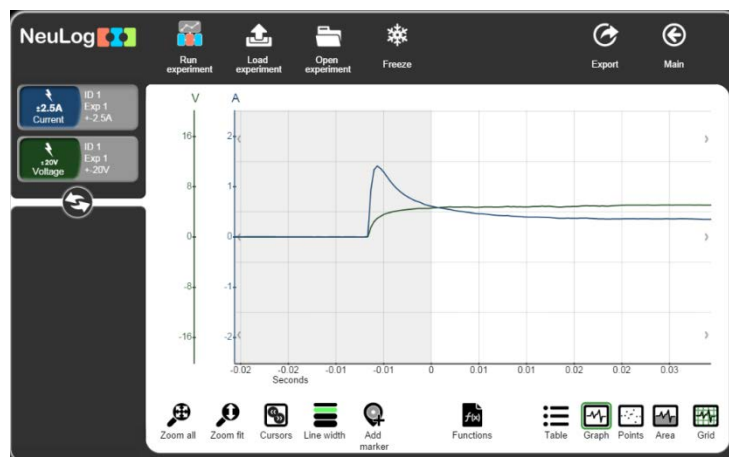 NeuLog
Run
experiment
Load
experiment
Open
experiment
Freeze
Export
Main
±2.5A
Current
ID 1
Exp 1
+-2.5A
±20V
Voltage
ID 1
Exp 1
+-20V
V
A
16
2
8
1
0
0
-8
-1
-16
-2
-0.02
-0.02
-0.01
-0.01
0
0.01
0.01
0.02
0.02
0.03
Seconds
Zoom all
Zoom fit
Cursors
Line width
Add
marker
f(x)
Functions
Table
Graph
Points
Area
Grid